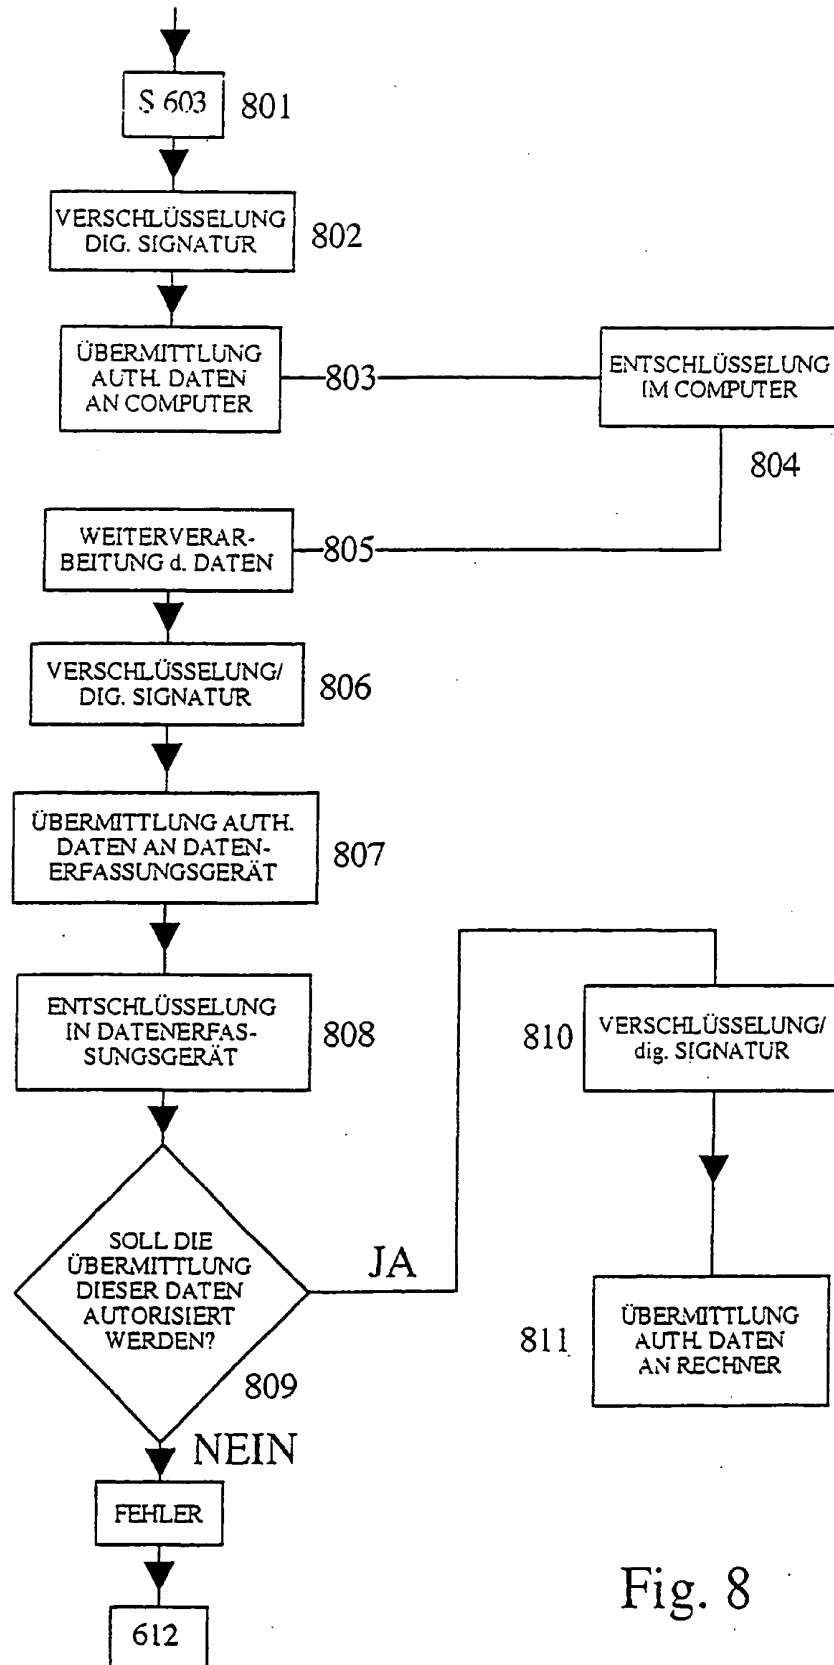 S 603
801
VERSCHLÜSSELUNG
DIG. SIGNATUR
802
ÜBERMITTLUNG
AUTH. DATEN
AN COMPUTER
803
ENTSCHLÜSSELUNG
IM COMPUTER
804
WEITERVERAR-
BEITUNG d. DATEN
805
VERSCHLÜSSELUNG/
DIG. SIGNATUR
806
ÜBERMITTLUNG AUTH.
DATEN AN DATEN-
ERFASSUNGSGERÄT
807
ENTSCHLÜSSELUNG
IN DATENERFAS-
SUNGSGERÄT
808
810
VERSCHLÜSSELUNG/
dig. SIGNATUR
SOLL DIE
ÜBERMITTLUNG
DIESER DATEN
AUTORISIERT
WERDEN?
JA
809
811
ÜBERMITTLUNG
AUTH. DATEN
AN RECHNER
NEIN
FEHLER
612
Fig. 8